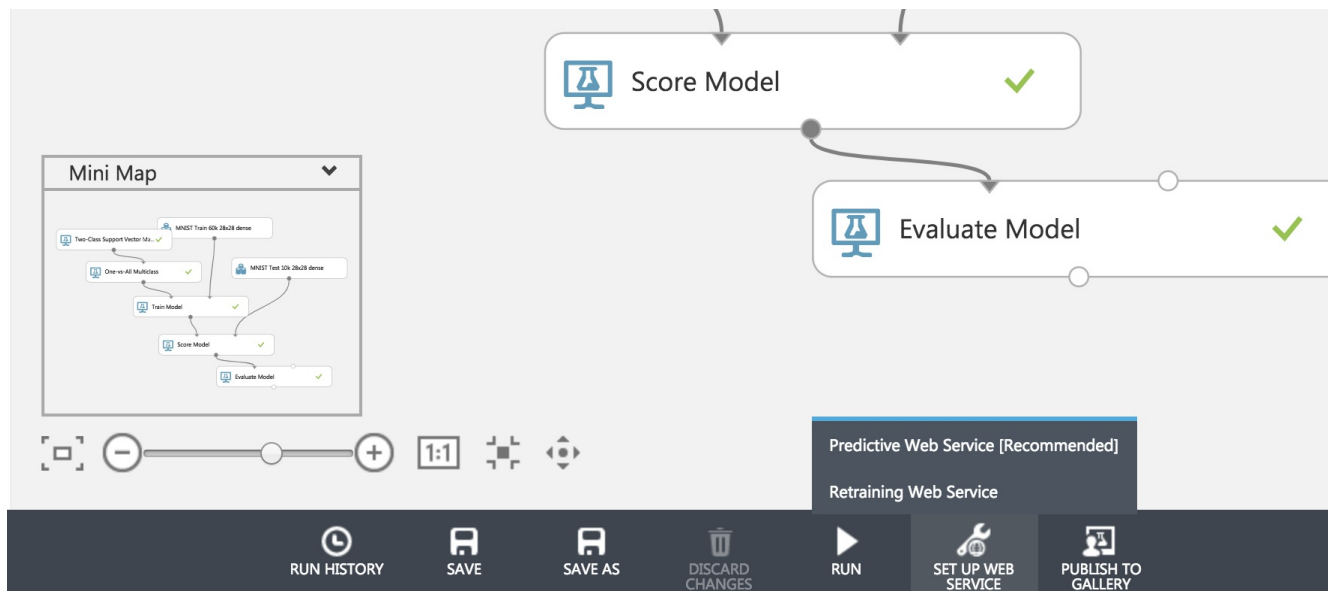 Score Model
Mini Map
MNIST Train 60k 28x28 dense
Two-Class Support Vector Ma...
One-vs-All Multiclass
MNIST Test 10k 28x28 dense
Train Model
Score Model
Evaluate Model
Evaluate Model
1:1
Predictive Web Service [Recommended]
Retraining Web Service
RUN HISTORY
SAVE
SAVE AS
DISCARD
CHANGES
RUN
SET UP WEB
SERVICE
PUBLISH TO
GALLERY